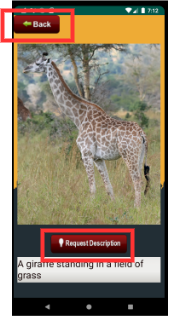 7:12
Back
Request Description
A giraffe standing in a field of
grass